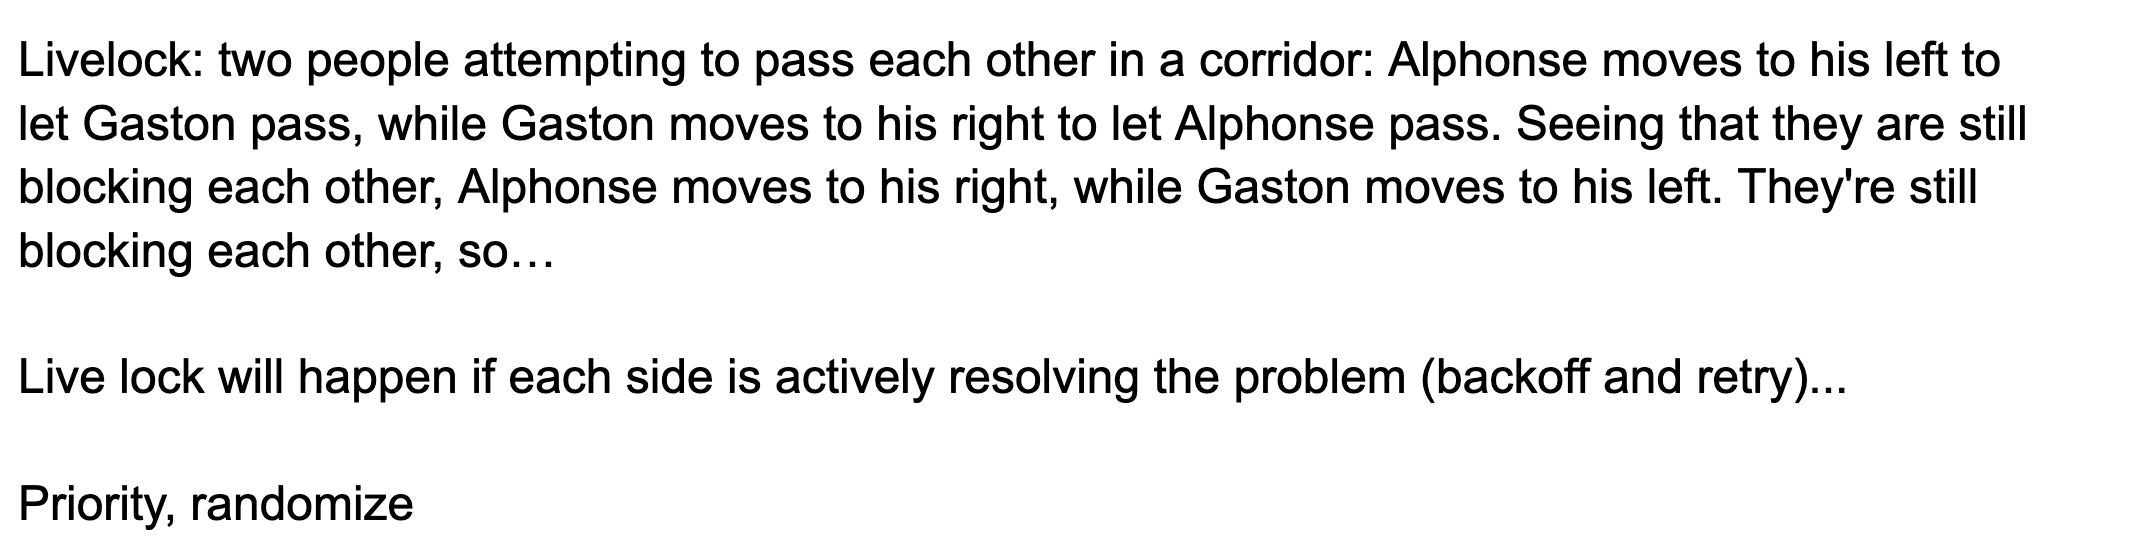 Livelock: two people attempting to pass each other in a corridor: Alphonse moves to his left to
let Gaston pass, while Gaston moves to his right to let Alphonse pass. Seeing that they are still
blocking each other, Alphonse moves to his right, while Gaston moves to his left. They're still
blocking each other, so…
Live lock will happen if each side is actively resolving the problem (backoff and retry)...
Priority, randomize